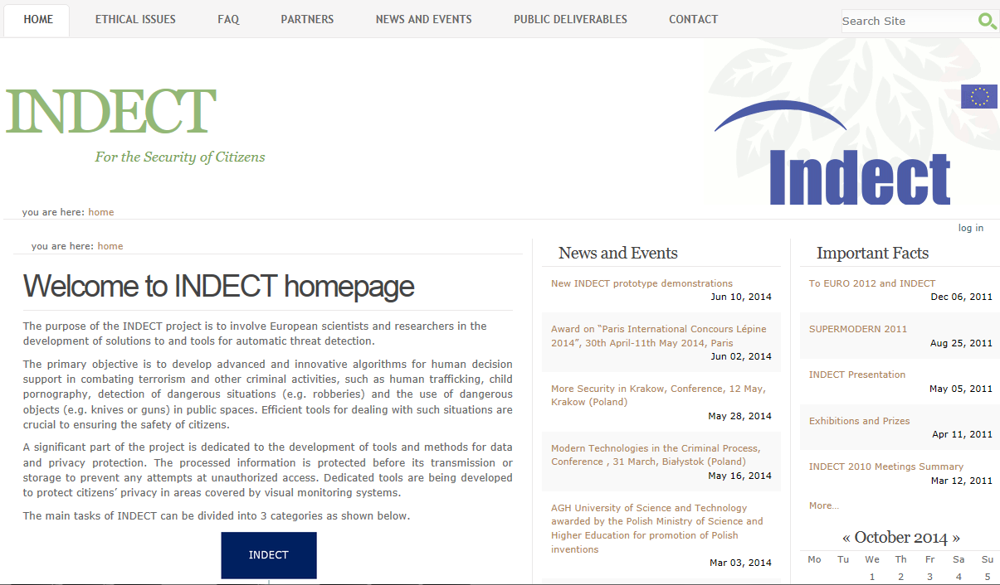 HOME ETHICAL ISSUES FAQ PARTNERS NEWS AND EVENTS PUBLIC DELIVERABLES CONTACT Search Site
INDECT
For the Security of Citizens
Indect
you are here: home
log in
you are here: home
Welcome to INDECT homepage
The purpose of the INDECT project is to involve European scientists and researchers in the
development of solutions to and tools for automatic threat detection.
The primary objective is to develop advanced and innovative algorithms for human decision
support in combating terrorism and other criminal activities, such as human trafficking, child
pornography, detection of dangerous situations (e.g. robberies) and the use of dangerous
objects (e.g. knives or guns) in public spaces. Efficient tools for dealing with such situations are
crucial to ensuring the safety of citizens.
A significant part of the project is dedicated to the development of tools and methods for data
and privacy protection. The processed information is protected before its transmission or
storage to prevent any attempts at unauthorized access. Dedicated tools are being developed
to protect citizens´ privacy in areas covered by visual monitoring systems.
The main tasks of INDECT can be divided into 3 categories as shown below.
INDECT
News and Events
New INDECT prototype demonstrations
Jun 10, 2014
Award on “Paris International Concours Lépine
2014”, 30th April-11th May 2014, Paris
Jun 02, 2014
More Security in Krakow, Conference, 12 May,
Krakow (Poland)
May 28, 2014
Modern Technologies in the Criminal Process,
Conference , 31 March, Białystok (Poland)
May 16, 2014
AGH University of Science and Technology
awarded by the Polish Ministry of Science and
Higher Education for promotion of Polish
inventions
Mar 03, 2014
Important Facts
To EURO 2012 and INDECT
Dec 06, 2011
SUPERMODERN 2011
Aug 25, 2011
INDECT Presentation
May 05, 2011
Exhibitions and Prizes
Apr 11, 2011
INDECT 2010 Meetings Summary
Mar 12, 2011
More…
« October 2014 »
Mo Tu We Th Fr Sa Su
1 2 3 4 5